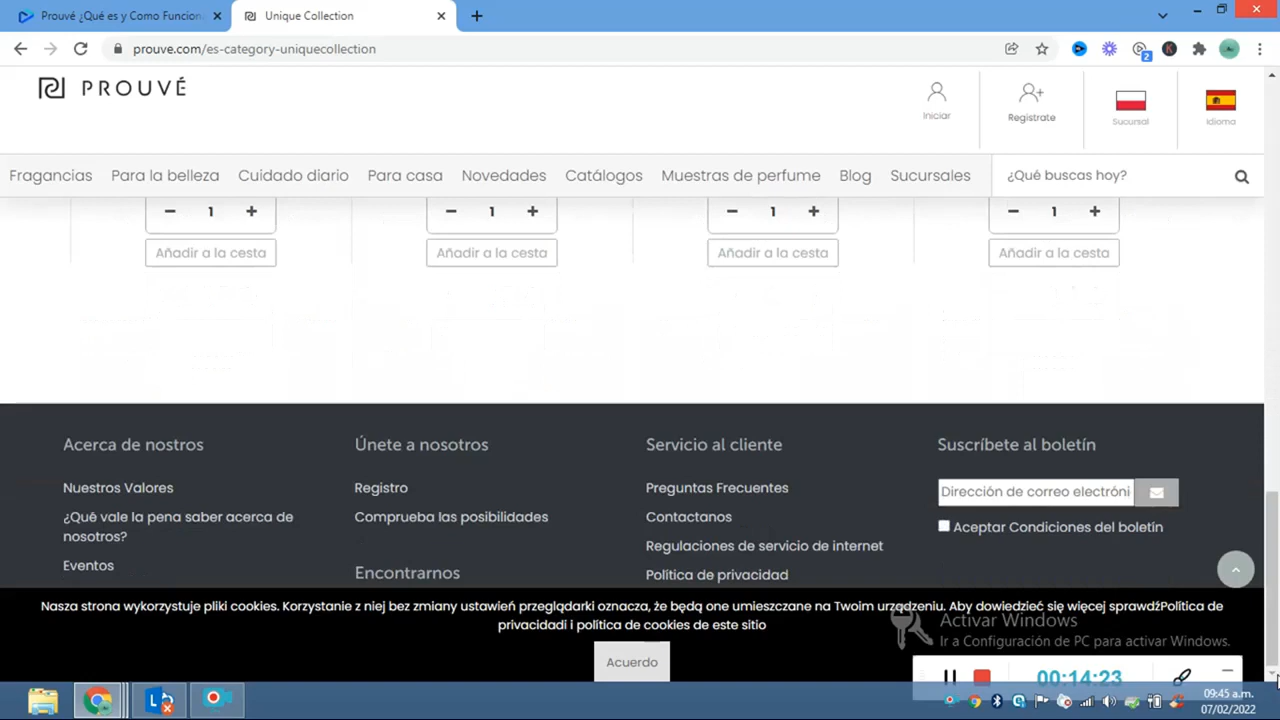 Prouvé ¿Qué es y Como Funcion
Unique Collection
prouve.com/es-category-uniquecollection
2
K
PROUVÉ
Iniciar
Registrate
Sucursal
Idioma
Fragancias
Para la belleza
Cuidado diario
Para casa
Novedades
Catálogos
Muestras de perfume
Blog
Sucursales
¿Qué buscas hoy?
− 1 +
− 1 +
− 1 +
− 1 +
Añadir a la cesta
Añadir a la cesta
Añadir a la cesta
Añadir a la cesta
Acerca de nostros
Nuestros Valores
¿Qué vale la pena saber acerca de
nosotros?
Eventos
Únete a nosotros
Registro
Comprueba las posibilidades
Encontrarnos
Servicio al cliente
Preguntas Frecuentes
Contactanos
Regulaciones de servicio de internet
Política de privacidad
Suscríbete al boletín
Dirección de correo electróni
Aceptar Condiciones del boletín
Nasza strona wykorzystuje pliki cookies. Korzystanie z niej bez zmiany ustawień przeglądarki oznacza, że będą one umieszczane na Twoim urządzeniu. Aby dowiedzieć się więcej sprawdźPolítica de
privacidadi i política de cookies de este sitio
Acuerdo
Activar Windows
Ir a Configuración de PC para activar Windows.
00:14:23
09:45 a.m.
07/02/2022